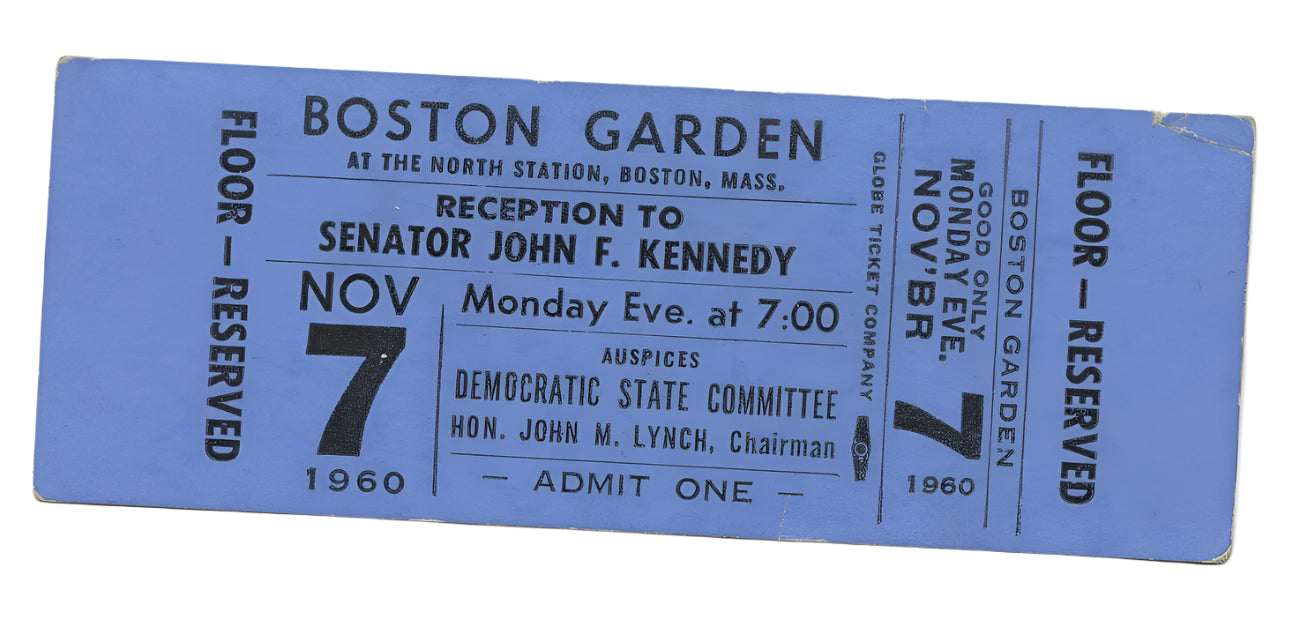 FLOOR — RESERVED
BOSTON GARDEN
AT THE NORTH STATION, BOSTON, MASS.
RECEPTION TO
SENATOR JOHN F. KENNEDY
NOV
7
1960
Monday Eve. at 7:00
AUSPICES
DEMOCRATIC STATE COMMITTEE
HON. JOHN M. LYNCH, Chairman
— ADMIT ONE —
GLOBE TICKET COMPANY
BOSTON GARDEN
GOOD ONLY
MONDAY EVE.
NOV'BR
7
1960
FLOOR — RESERVED